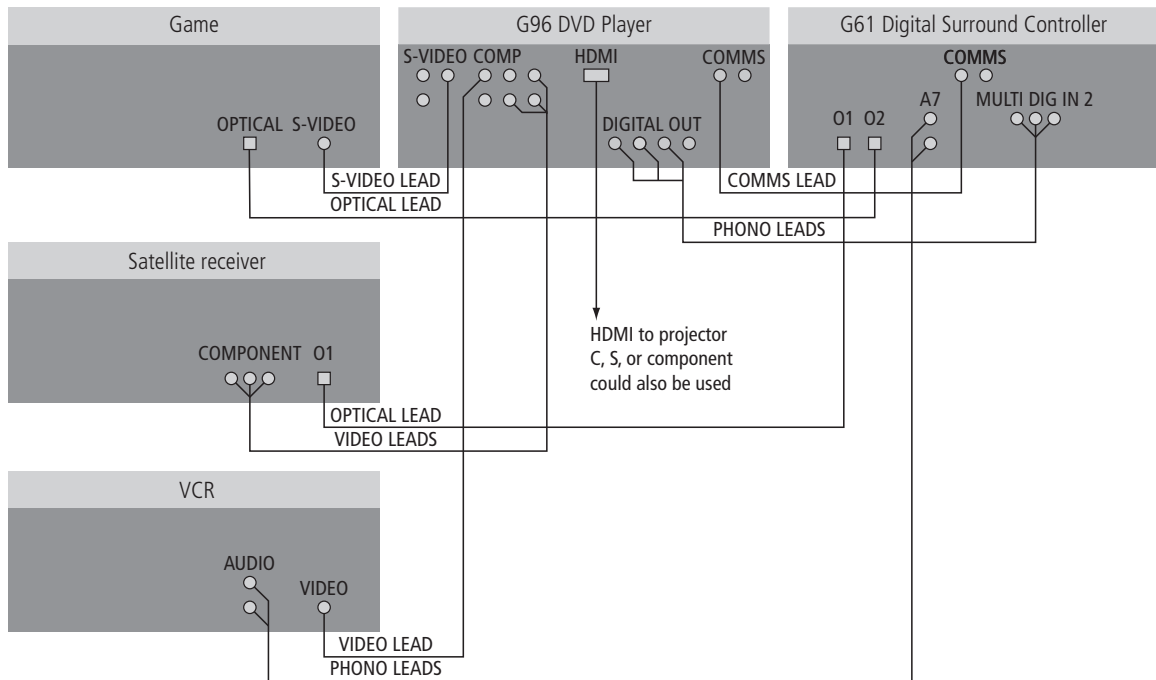 Game
G96 DVD Player
G61 Digital Surround Controller
S-VIDEO COMP
HDMI
COMMS
COMMS
OPTICAL S-VIDEO
DIGITAL OUT
O1 O2
A7
MULTI DIG IN 2
S-VIDEO LEAD
OPTICAL LEAD
COMMS LEAD
PHONO LEADS
Satellite receiver
COMPONENT O1
HDMI to projector
C, S, or component
could also be used
OPTICAL LEAD
VIDEO LEADS
VCR
AUDIO
VIDEO
VIDEO LEAD
PHONO LEADS